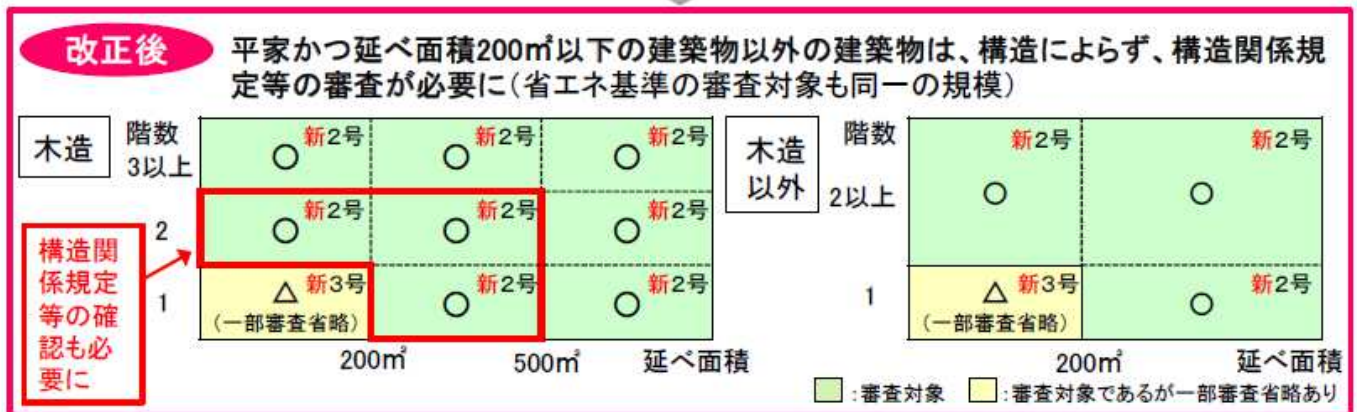 改正後
平家かつ延べ面積200㎡以下の建築物以外の建築物は、構造によらず、構造関係規
定等の審査が必要に(省エネ基準の審査対象も同一の規模)
木造
階数
3以上
○ 新2号
○ 新2号
○ 新2号
2
○ 新2号
○ 新2号
○ 新2号
1
△ 新3号
(一部審査省略)
○ 新2号
○ 新2号
200㎡
500㎡
延べ面積
構造関
係規定
等の確
認も必
要に
木造
以外
階数
2以上
○ 新2号
○ 新2号
1
△ 新3号
(一部審査省略)
○ 新2号
200㎡
延べ面積
:審査対象
:審査対象であるが一部審査省略あり